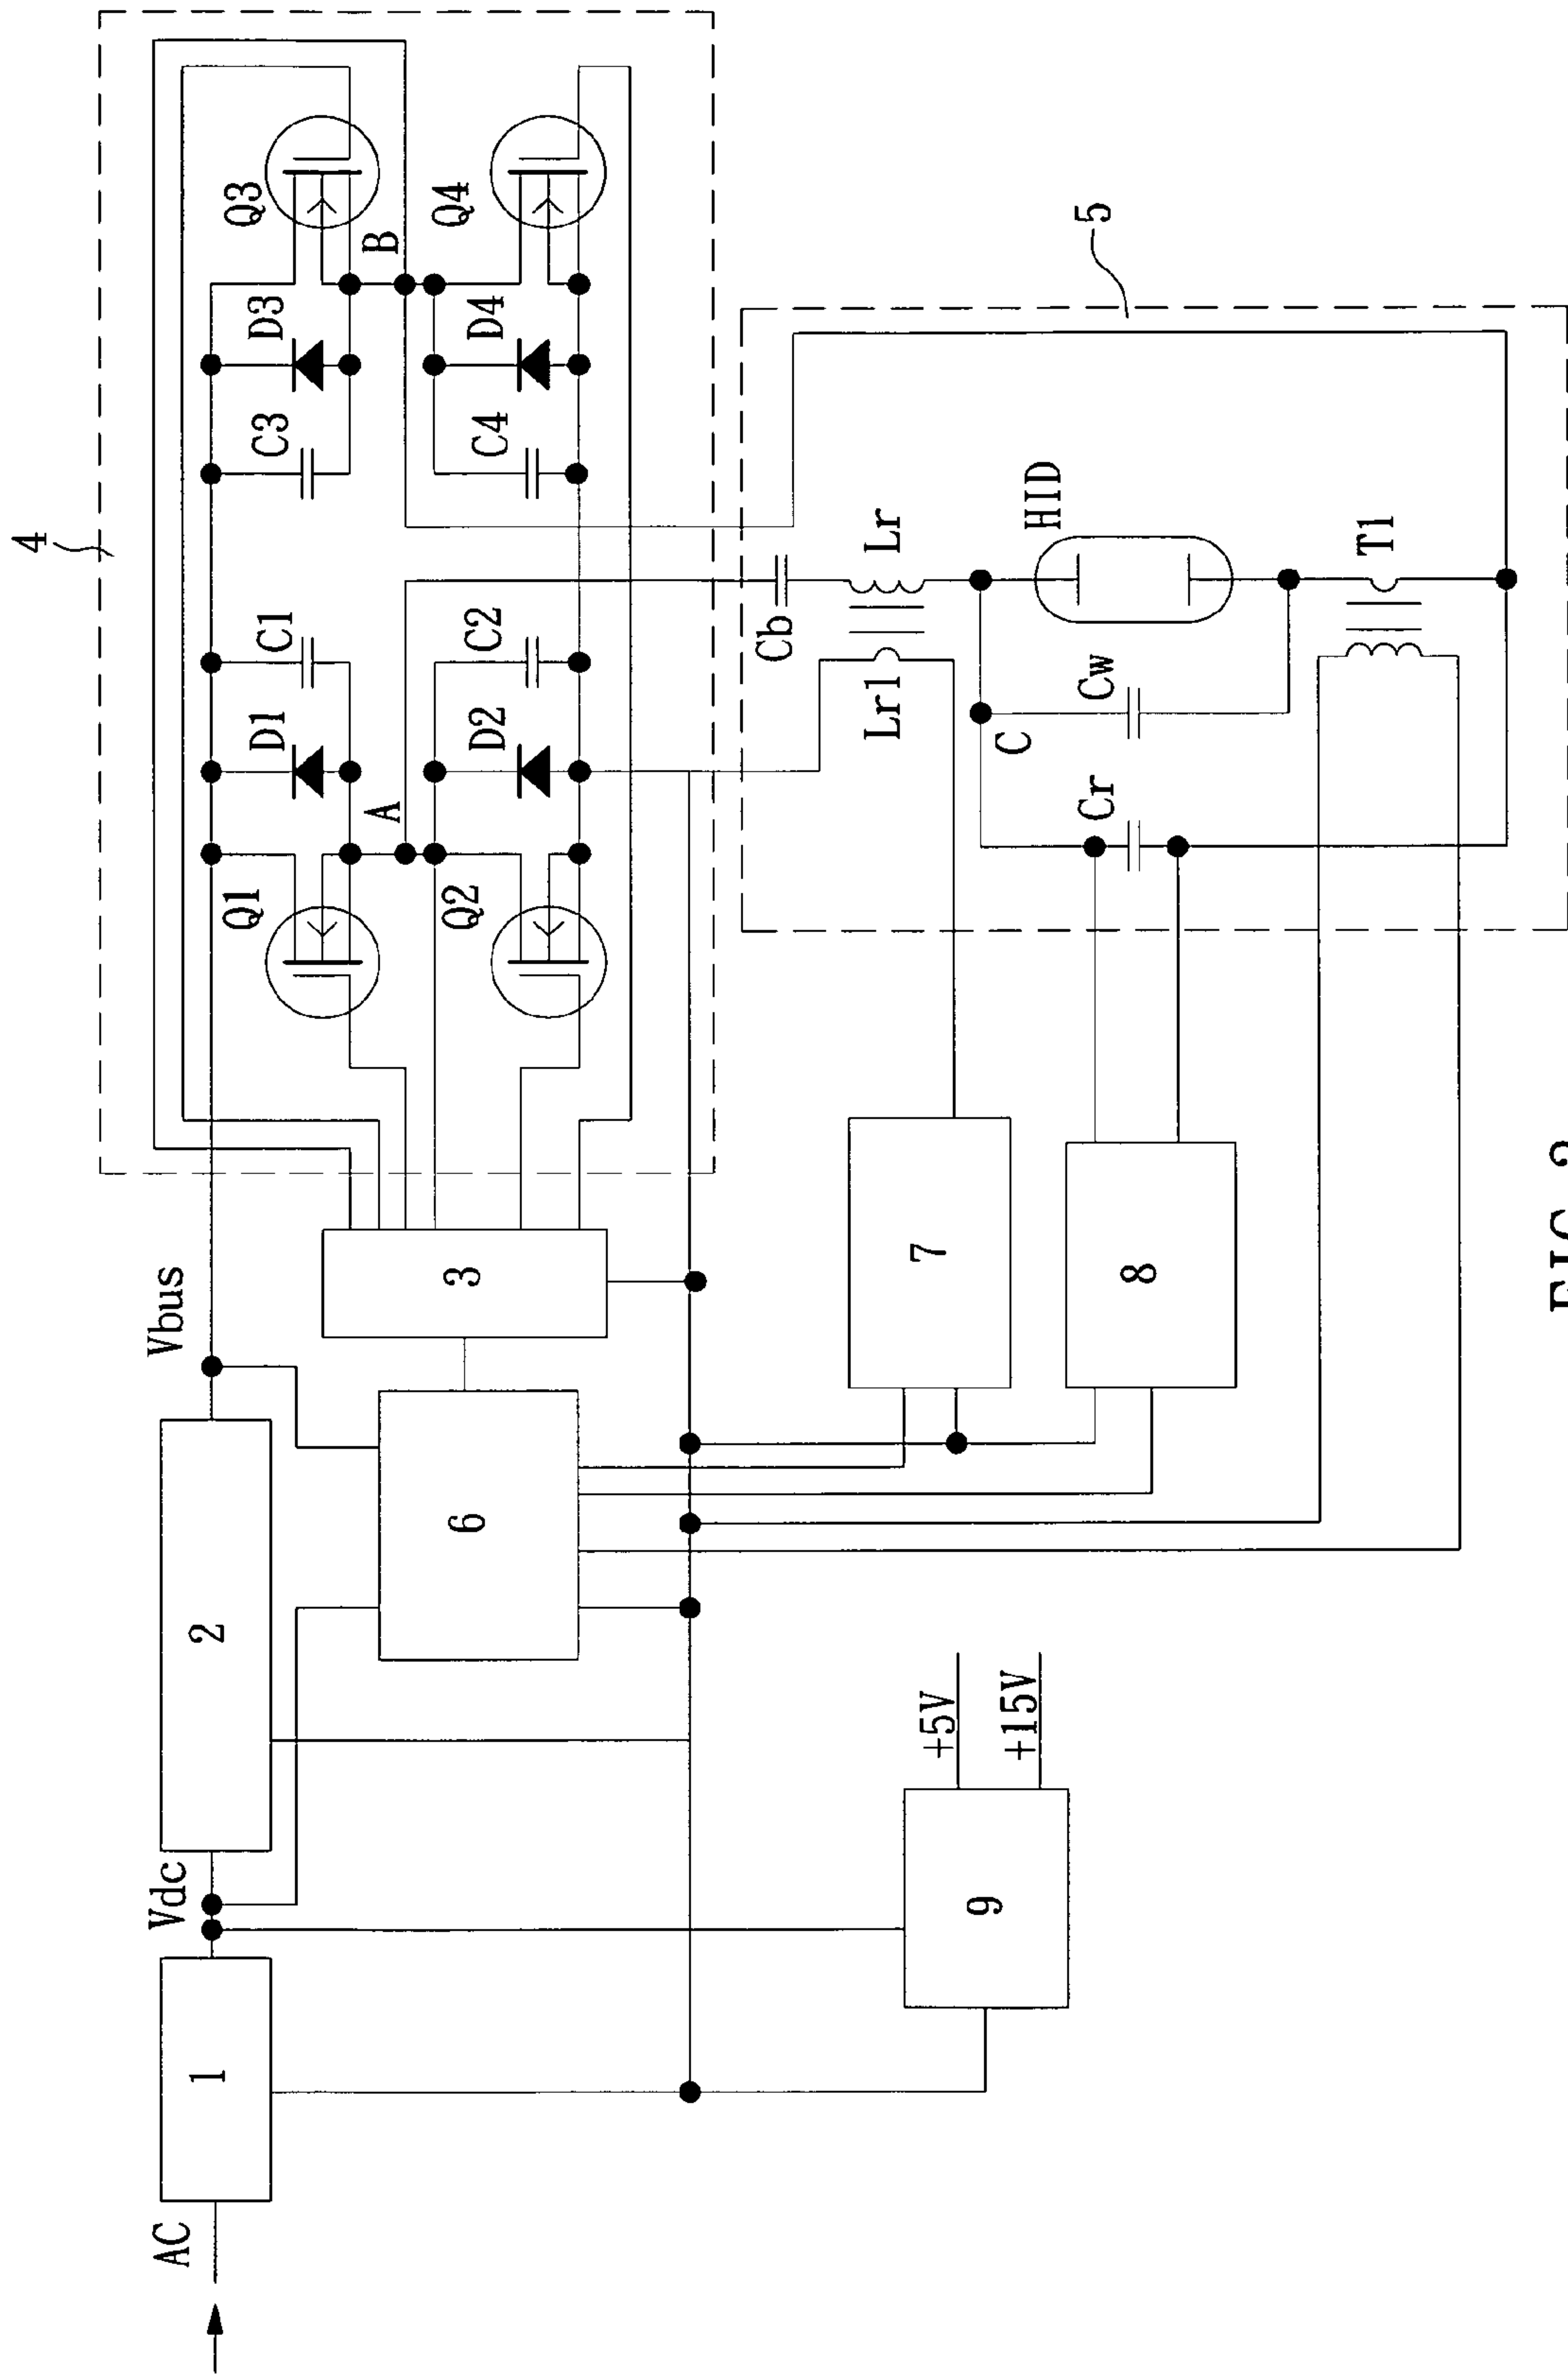 4
AC
1
Vdc
2
Vbus
Q1
D1
C1
C3
D3
Q3
A
B
6
3
Q2
D2
C2
C4
D4
Q4
Cb
Lr1
Lr
+5V
7
9
+15V
C
HID
Cr
Cw
5
8
T1
FIG.